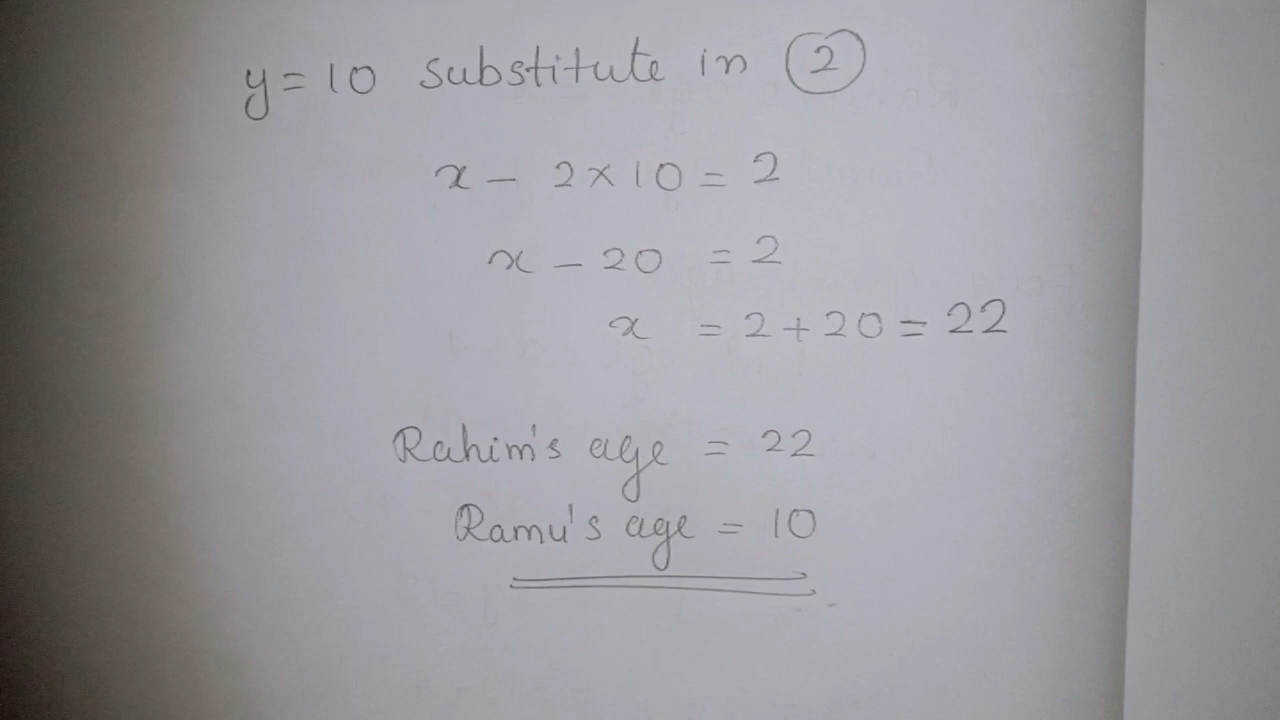 y = 10 substitute in ②
x - 2 × 10 = 2
x - 20 = 2
x = 2 + 20 = 22
Rahim's age = 22
Ramu's age = 10